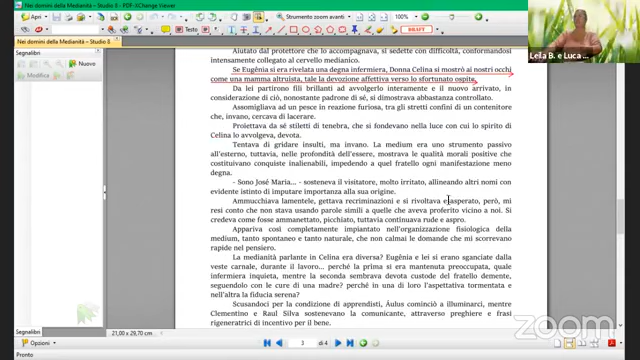 Nei domini della Medianità – Studio 8 - PDF-XChange Viewer
Apri
Strumento zoom avanti
100%
DRAFT
Nei domini della Medianità – Studio 8
Segnalibri
Nuovo
Modifica
Aiutato dal protettore che lo accompagnava, si sedette con difficoltà, conformandosi
intensamente collegato al cervello medianico.
Se Eugênia si era rivelata una degna infermiera, Donna Celina si mostrò ai nostri occhi
come una mamma altruista, tale la devozione affettiva verso lo sfortunato ospite.
Da lei partirono fili brillanti ad avvolgerlo interamente e il nuovo arrivato, in
considerazione di ciò, nonostante padrone di sé, si dimostrava abbastanza controllato.
Assomigliava ad un pesce in reazione furiosa, tra gli stretti confini di un contenitore
che, invano, cercava di lacerare.
Proiettava da sé stiletti di tenebra, che si fondevano nella luce con cui lo spirito di
Celina lo avvolgeva, devota.
Tentava di gridare insulti, ma invano. La medium era uno strumento passivo
all'esterno, tuttavia, nelle profondità dell'essere, mostrava le qualità morali positive che
costituivano conquiste inalienabili, impedendo a quel fratello ogni manifestazione meno
degna.
- Sono José Maria... - sosteneva il visitatore, molto irritato, allineando altri nomi con
evidente istinto di imputare importanza alla sua origine.
Ammucchiava lamentele, gettava recriminazioni e si rivoltava esasperato, però, mi
resi conto che non stava usando parole simili a quelle che aveva proferito vicino a noi. Si
credeva come fosse ammanettato, picchiato, tuttavia continuava rude e aspro.
Appariva così completamente impiantato nell'organizzazione fisiologica della
medium, tanto spontaneo e tanto naturale, che non calmai le domande che mi scorrevano
rapide nel pensiero.
La medianità parlante in Celina era diversa? Eugênia e lei si erano sganciate dalla
veste carnale, durante il lavoro... perché la prima si era mantenuta preoccupata, quale
infermiera inquieta, mentre la seconda sembrava devota custode del fratello demente,
seguendolo con le cure di una madre? perché in una di loro l'aspettativa tormentata e
nell'altra la fiducia serena?
Scusandoci per la condizione di apprendisti, Áulus cominciò a illuminarci, mentre
Clementino e Raul Silva sostenevano la comunicante, attraverso preghiere e frasi
rigeneratrici di incentivo per il bene.
Leila B. e Luca
Segnalibri
21,00 x 29,70 cm
Opzioni
3
di 4
Pronto
zoom